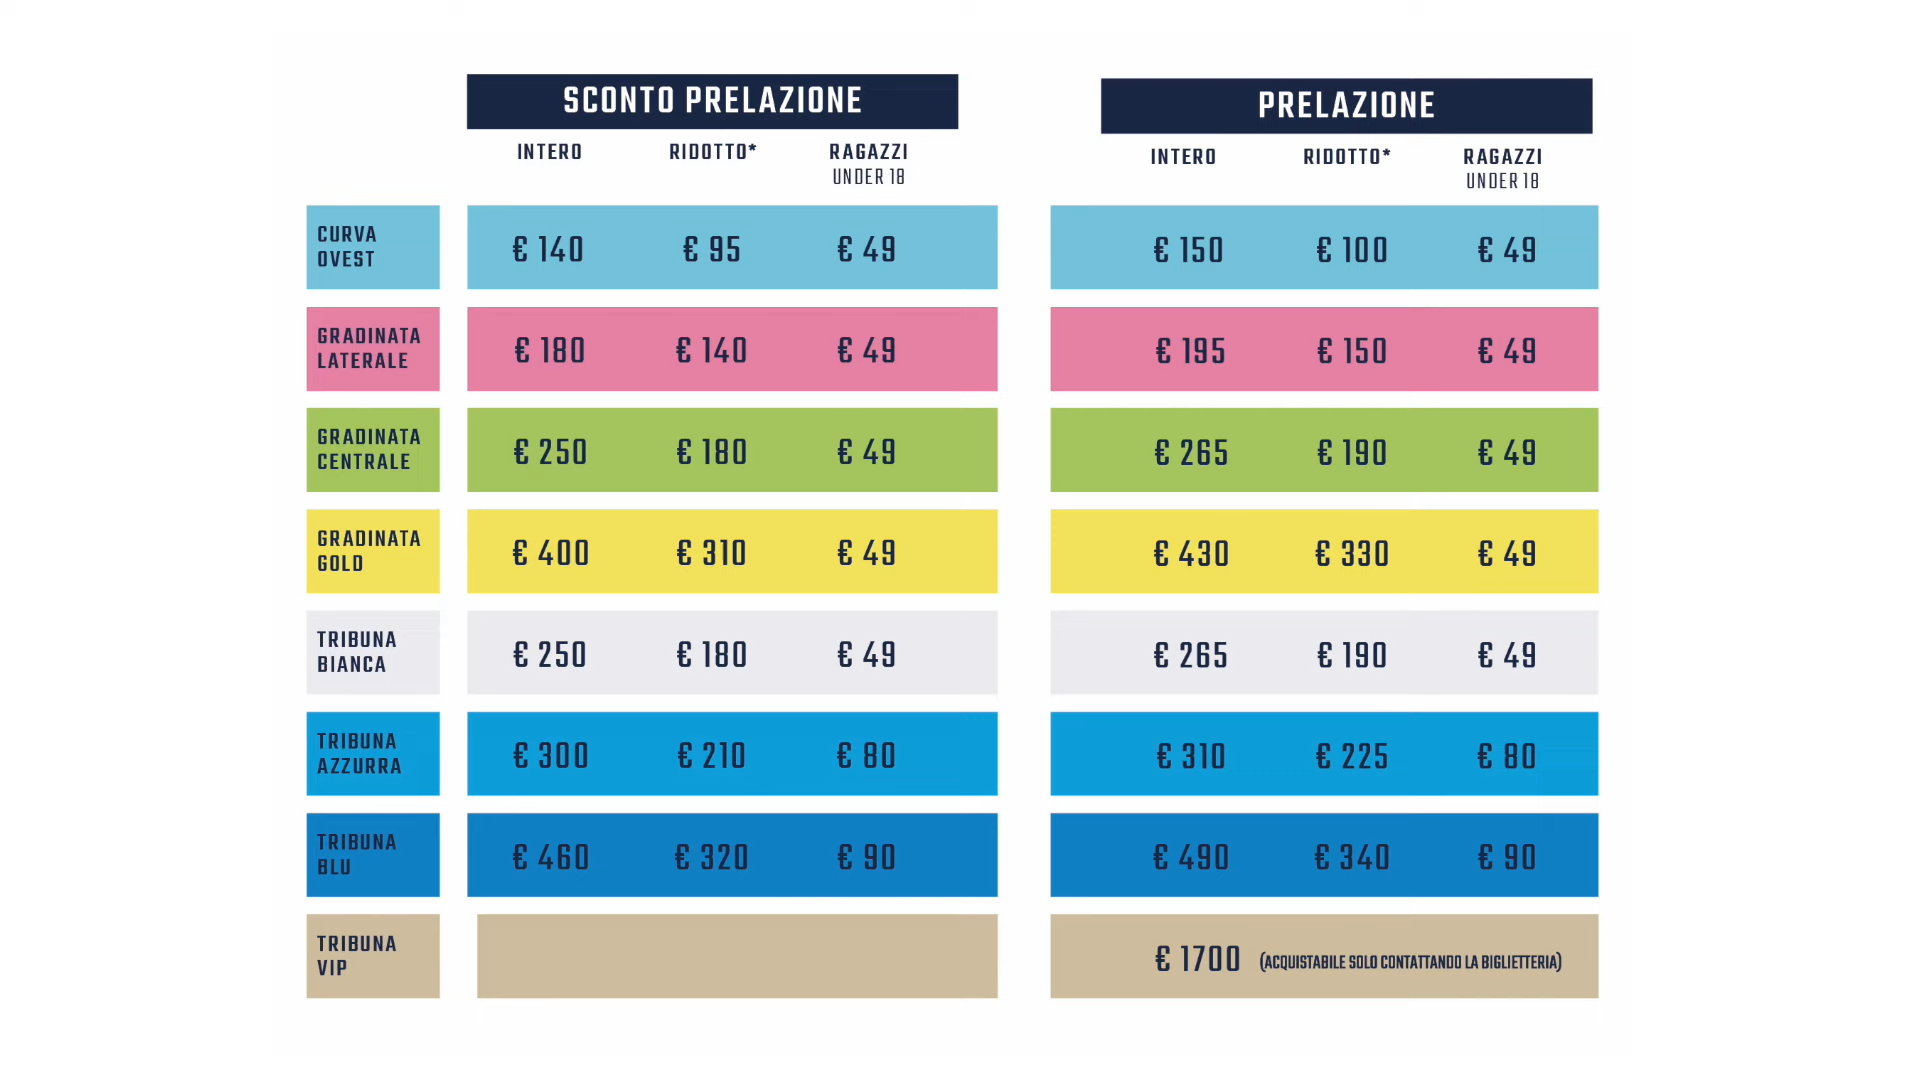 SCONTO PRELAZIONE
PRELAZIONE
INTERO RIDOTTO* RAGAZZI UNDER 18
INTERO RIDOTTO* RAGAZZI UNDER 18
CURVA OVEST
€ 140 € 95 € 49
€ 150 € 100 € 49
GRADINATA LATERALE
€ 180 € 140 € 49
€ 195 € 150 € 49
GRADINATA CENTRALE
€ 250 € 180 € 49
€ 265 € 190 € 49
GRADINATA GOLD
€ 400 € 310 € 49
€ 430 € 330 € 49
TRIBUNA BIANCA
€ 250 € 180 € 49
€ 265 € 190 € 49
TRIBUNA AZZURRA
€ 300 € 210 € 80
€ 310 € 225 € 80
TRIBUNA BLU
€ 460 € 320 € 90
€ 490 € 340 € 90
TRIBUNA VIP
€ 1700 (ACQUISTABILE SOLO CONTATTANDO LA BIGLIETTERIA)